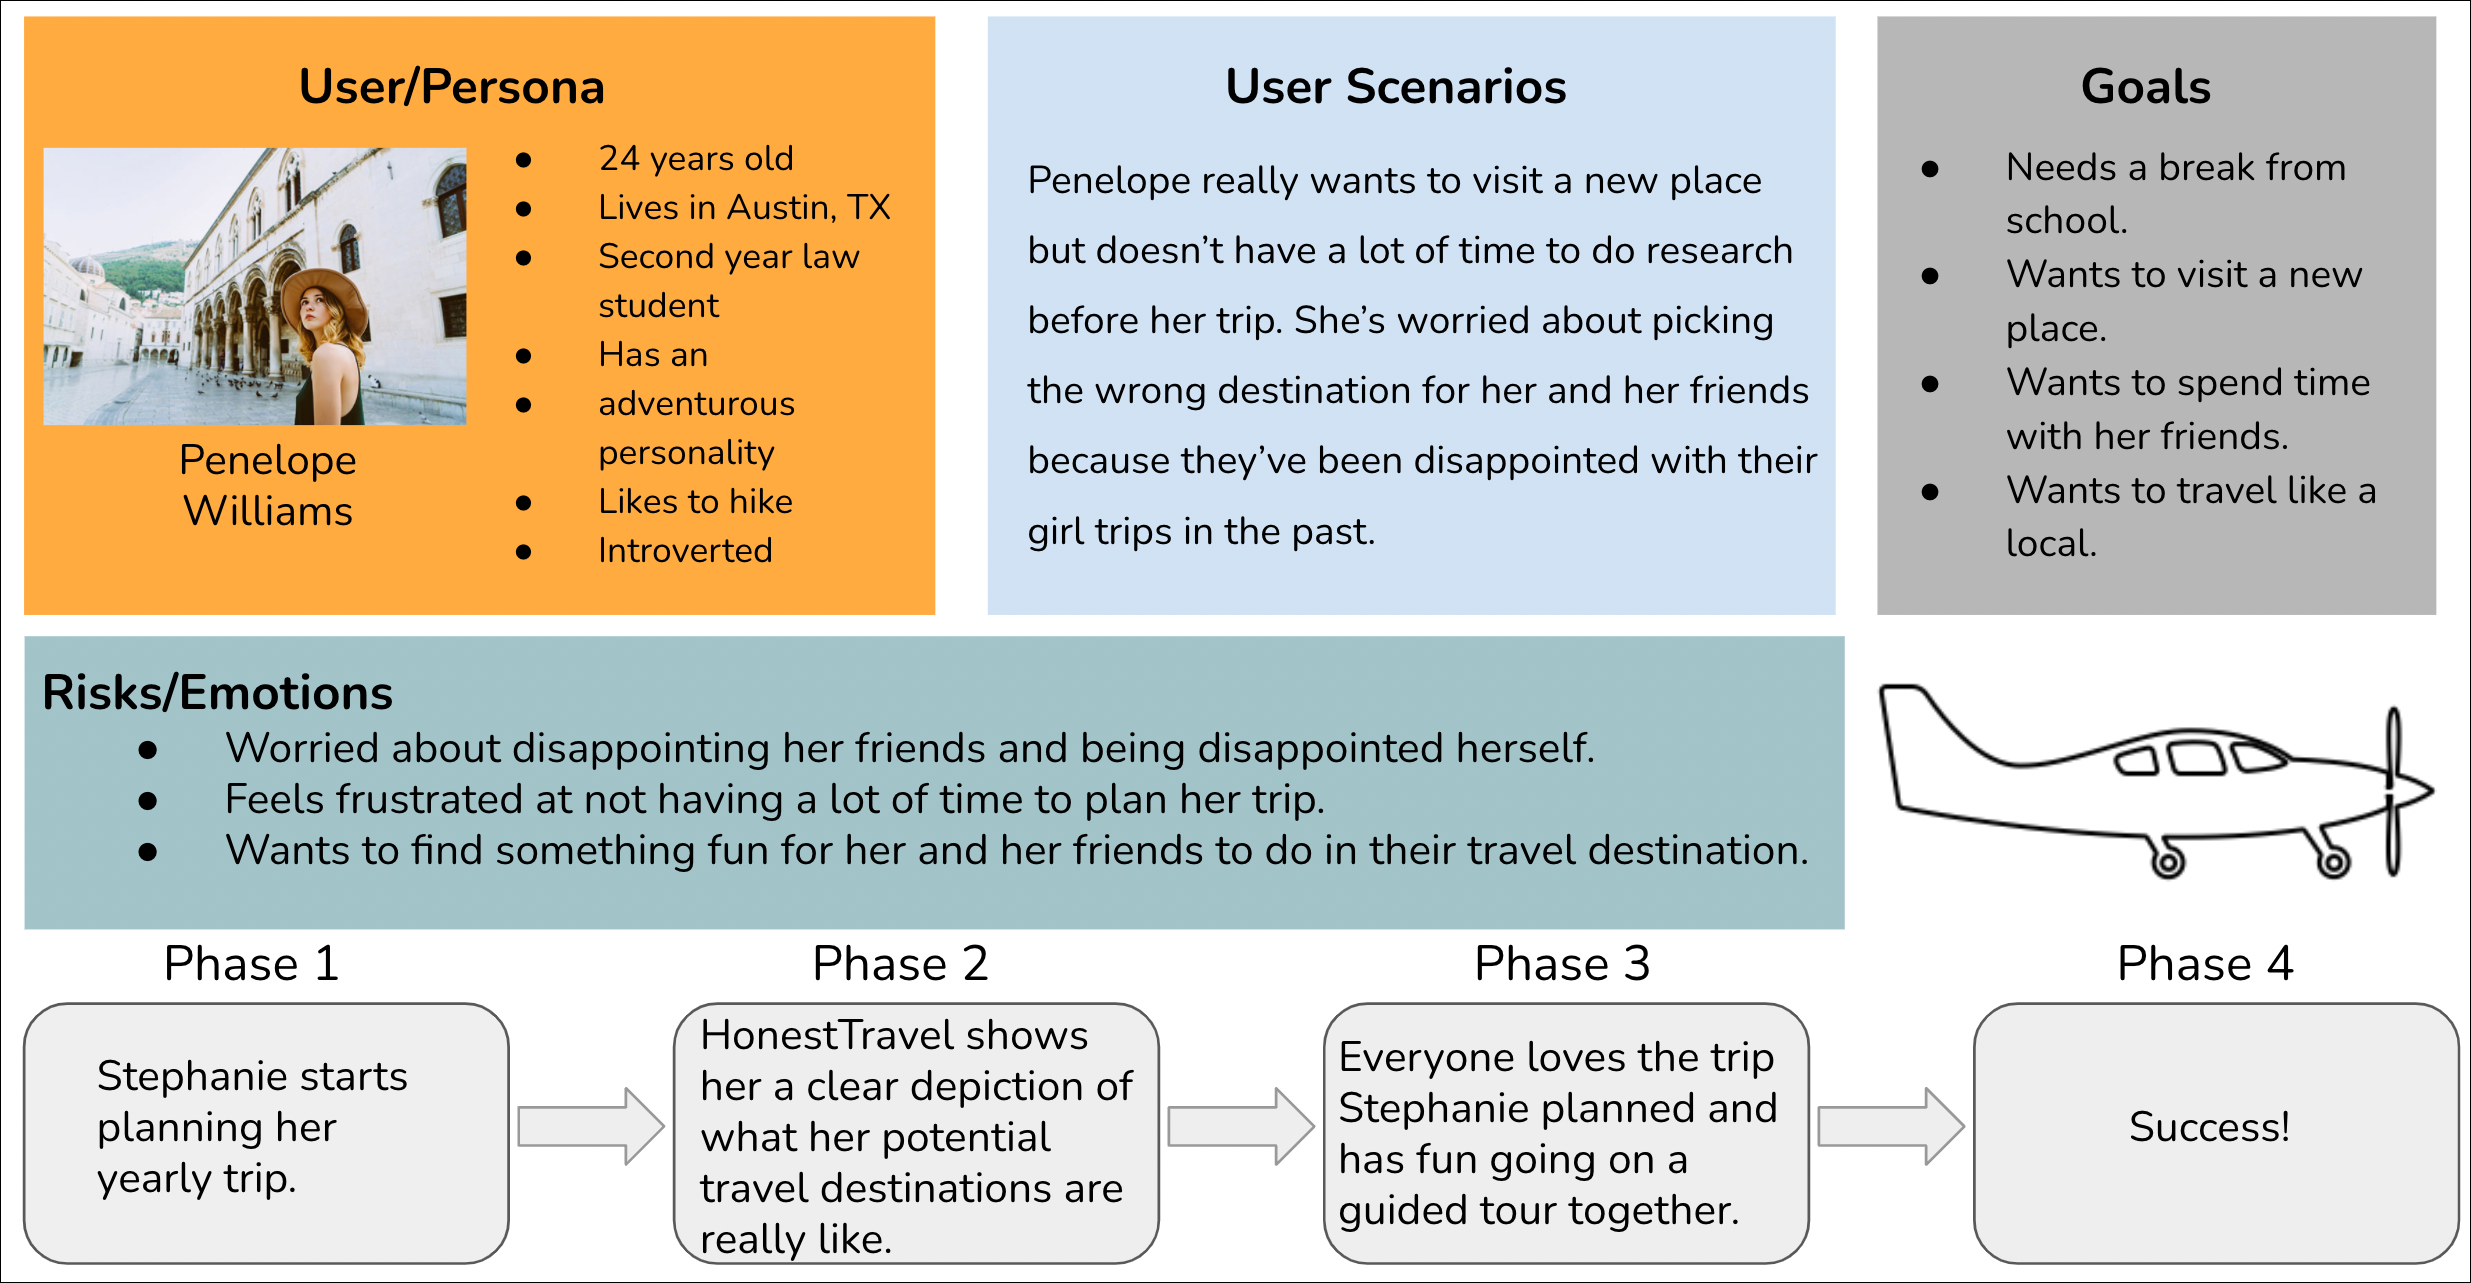 User/Persona
● 24 years old
● Lives in Austin, TX
● Second year law
student
● Has an
● adventurous
personality
● Likes to hike
● Introverted
Penelope
Williams
User Scenarios
Penelope really wants to visit a new place
but doesn’t have a lot of time to do research
before her trip. She’s worried about picking
the wrong destination for her and her friends
because they’ve been disappointed with their
girl trips in the past.
Goals
● Needs a break from
school.
● Wants to visit a new
place.
● Wants to spend time
with her friends.
● Wants to travel like a
local.
Risks/Emotions
● Worried about disappointing her friends and being disappointed herself.
● Feels frustrated at not having a lot of time to plan her trip.
● Wants to find something fun for her and her friends to do in their travel destination.
Phase 1
Stephanie starts
planning her
yearly trip.
Phase 2
HonestTravel shows
her a clear depiction of
what her potential
travel destinations are
really like.
Phase 3
Everyone loves the trip
Stephanie planned and
has fun going on a
guided tour together.
Phase 4
Success!